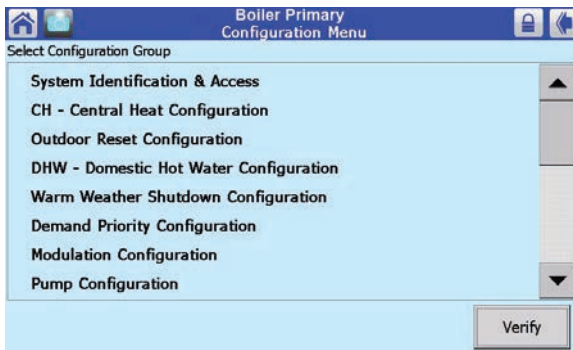 Boiler Primary
Configuration Menu
Select Configuration Group
System Identification & Access
CH - Central Heat Configuration
Outdoor Reset Configuration
DHW - Domestic Hot Water Configuration
Warm Weather Shutdown Configuration
Demand Priority Configuration
Modulation Configuration
Pump Configuration
Verify